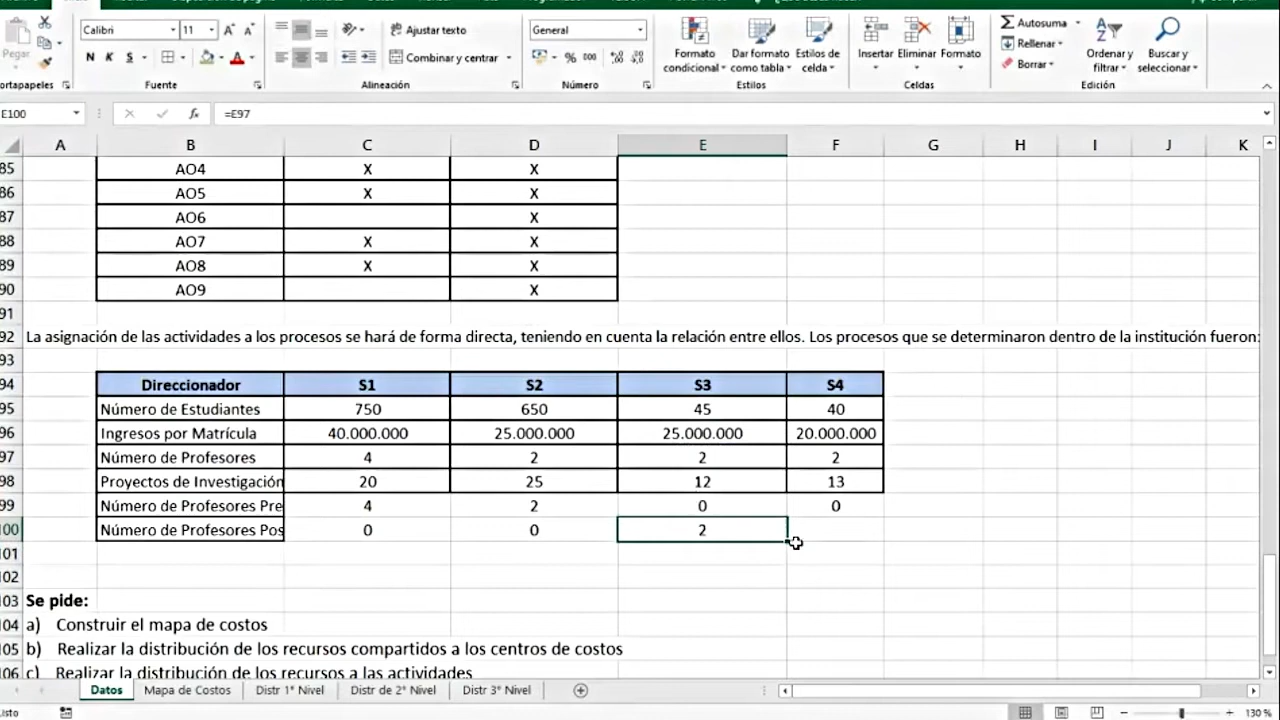 Calibri 11 Ajustar texto General Autosuma
Pegar Formato Dar formato Estilos de Insertar Eliminar Formato Rellenar Ordenar y Buscar y
N K S Combinar y centrar % 000 condicional como tabla celda Borrar filtrar seleccionar
ortapapeles Fuente Alineación Número Estilos Celdas Edición
E100 fx =E97
A B C D E F G H I J K
85 AO4 X X
86 AO5 X X
87 AO6 X
88 AO7 X X
89 AO8 X X
90 AO9 X
91
92 La asignación de las actividades a los procesos se hará de forma directa, teniendo en cuenta la relación entre ellos. Los procesos que se determinaron dentro de la institución fueron:
93
94 Direccionador S1 S2 S3 S4
95 Número de Estudiantes 750 650 45 40
96 Ingresos por Matrícula 40.000.000 25.000.000 25.000.000 20.000.000
97 Número de Profesores 4 2 2 2
98 Proyectos de Investigación 20 25 12 13
99 Número de Profesores Pre 4 2 0 0
100 Número de Profesores Pos 0 0 2
101
102
103 Se pide:
104 a) Construir el mapa de costos
105 b) Realizar la distribución de los recursos compartidos a los centros de costos
106 c) Realizar la distribución de los recursos a las actividades
Datos Mapa de Costos Distr 1° Nivel Distr de 2° Nivel Distr 3° Nivel
Listo 130 %